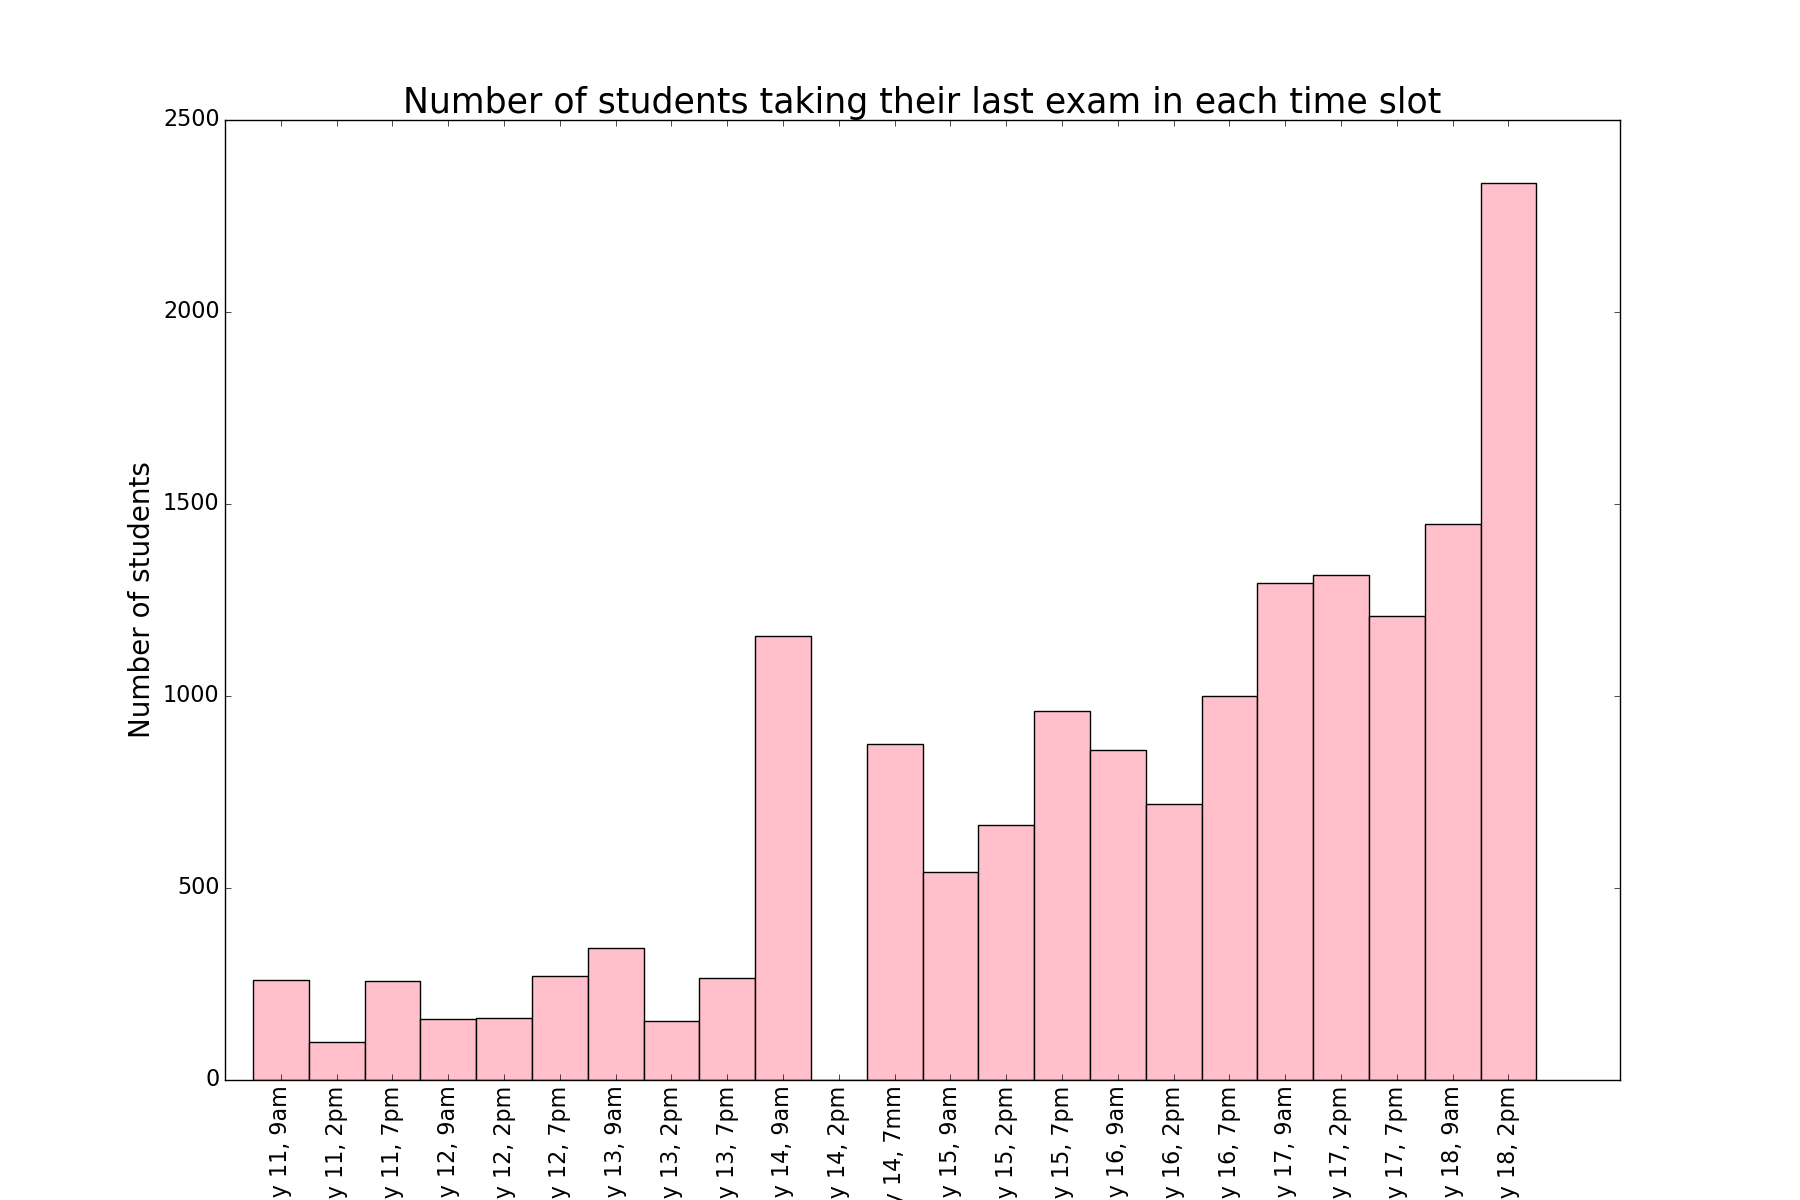 Number of students taking their last exam in each time slot
Number of students
2500
2000
1500
1000
500
0
y 11, 9am
y 11, 2pm
y 11, 7pm
y 12, 9am
y 12, 2pm
y 12, 7pm
y 13, 9am
y 13, 2pm
y 13, 7pm
y 14, 9am
y 14, 2pm
y 14, 7mm
y 15, 9am
y 15, 2pm
y 15, 7pm
y 16, 9am
y 16, 2pm
y 16, 7pm
y 17, 9am
y 17, 2pm
y 17, 7pm
y 18, 9am
y 18, 2pm